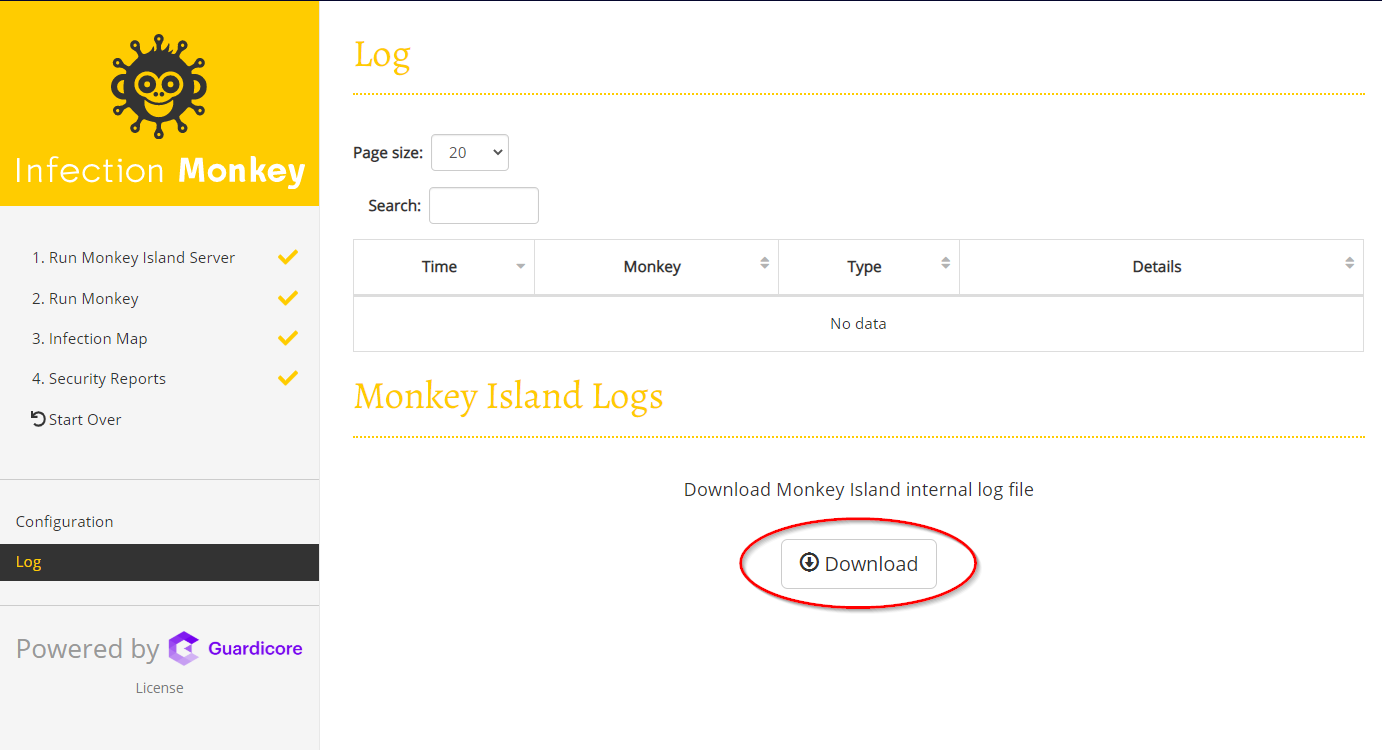 Infection Monkey
1. Run Monkey Island Server
2. Run Monkey
3. Infection Map
4. Security Reports
Start Over
Configuration
Log
Powered by Guardicore
License
Log
Page size: 20
Search:
Time Monkey Type Details
No data
Monkey Island Logs
Download Monkey Island internal log file
Download